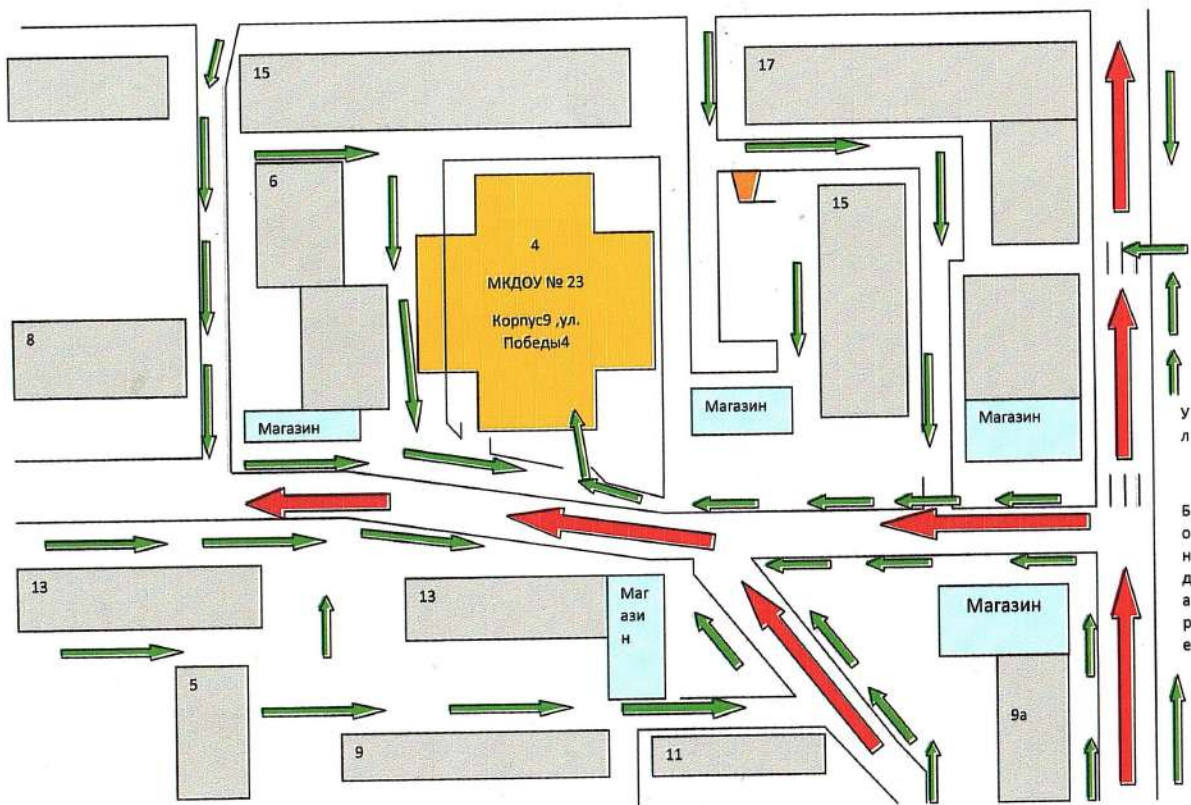 15
17
6
15
4
МКДОУ № 23
Корпус9 ,ул.
Победы4
8
Магазин
Магазин
Магазин
У
л
Б
о
н
д
а
р
е
13
13
Маг
ази
н
Магазин
5
9а
9
11